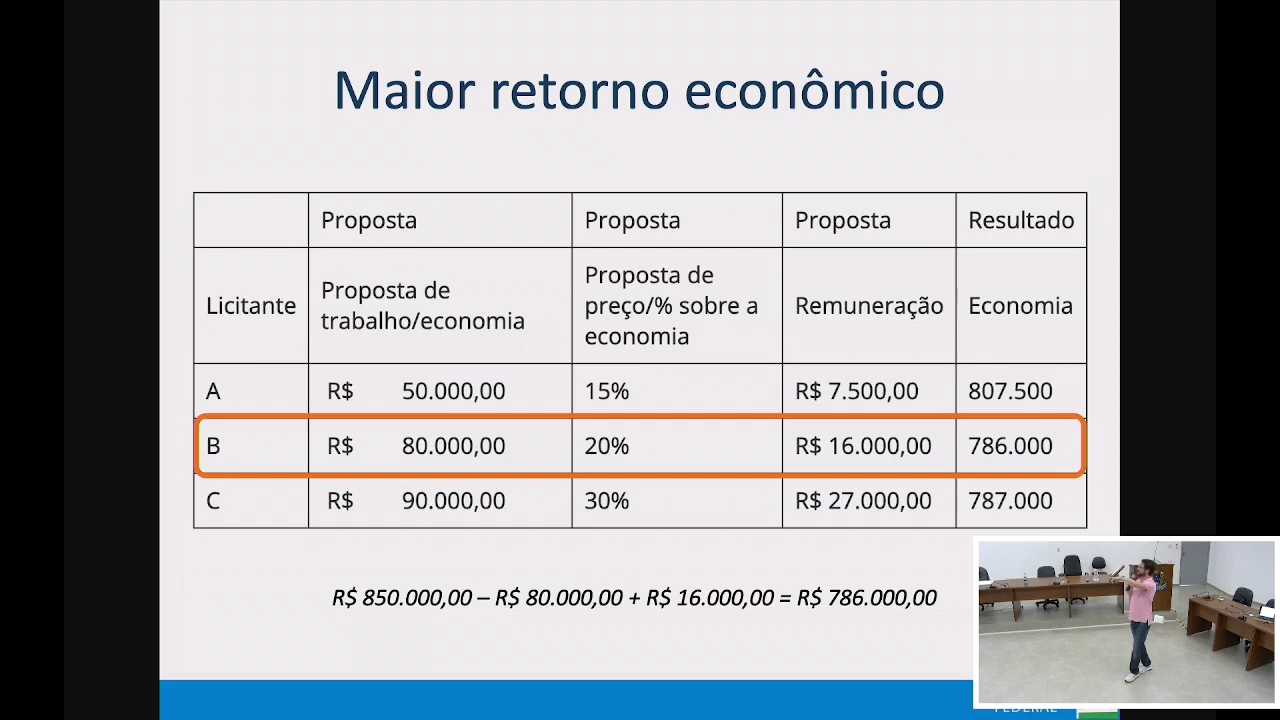 Maior retorno econômico
Proposta Proposta Proposta Resultado
Licitante Proposta de trabalho/economia Proposta de preço/% sobre a economia Remuneração Economia
A R$ 50.000,00 15% R$ 7.500,00 807.500
B R$ 80.000,00 20% R$ 16.000,00 786.000
C R$ 90.000,00 30% R$ 27.000,00 787.000
R$ 850.000,00 – R$ 80.000,00 + R$ 16.000,00 = R$ 786.000,00
FEDERAL